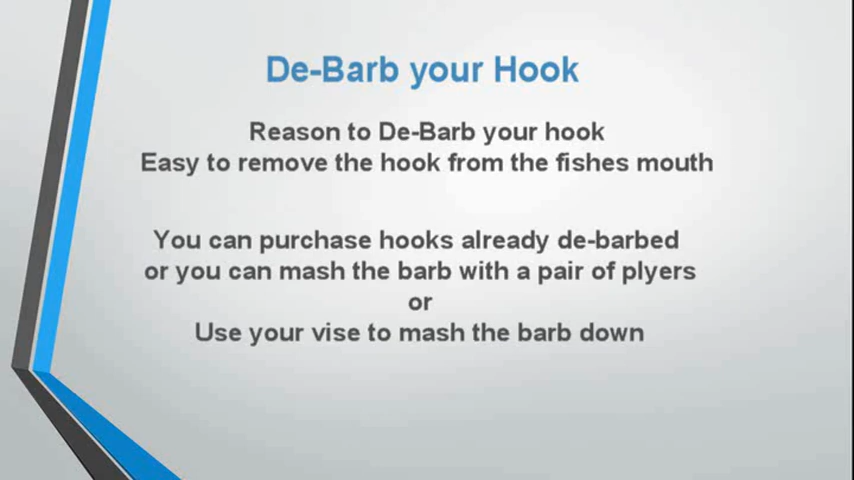 De-Barb your Hook
Reason to De-Barb your hook
Easy to remove the hook from the fishes mouth
You can purchase hooks already de-barbed
or you can mash the barb with a pair of plyers
or
Use your vise to mash the barb down